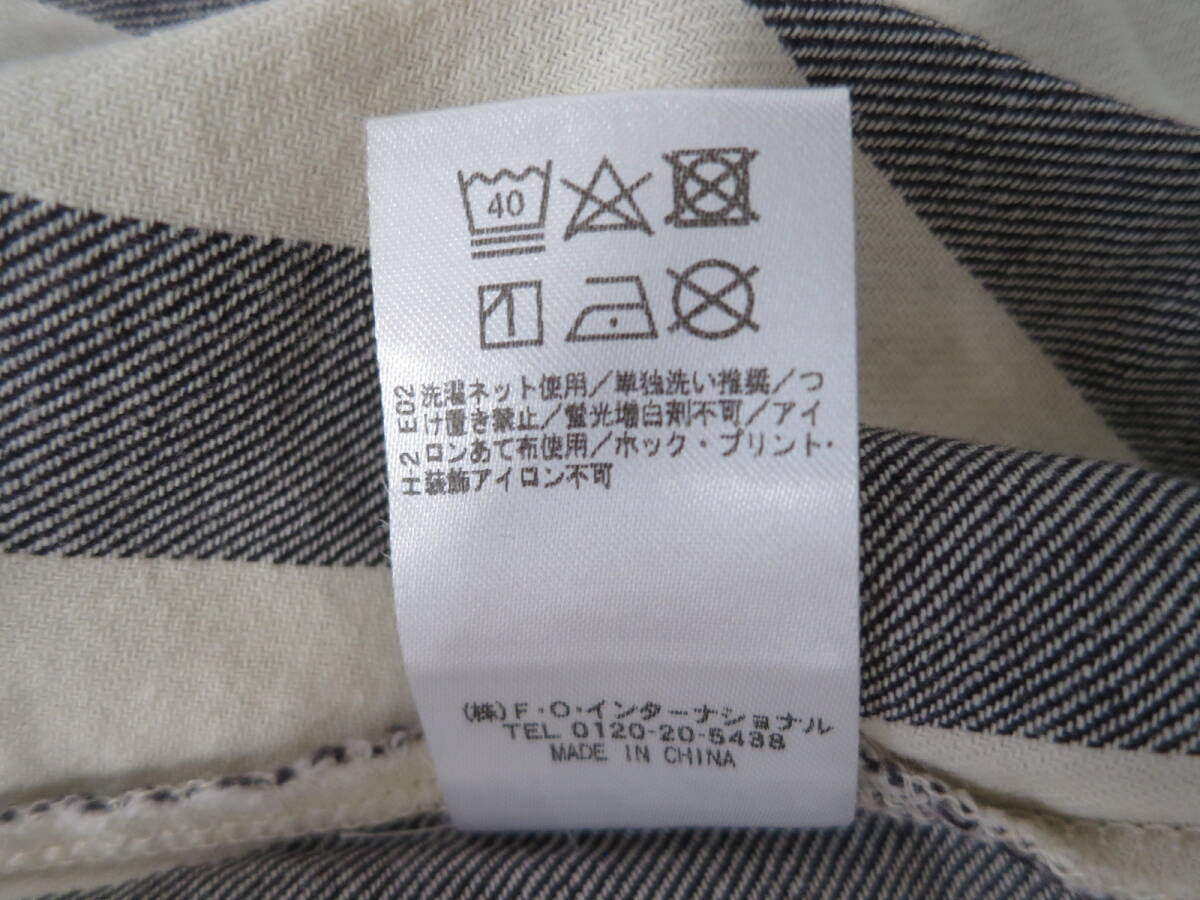 40
E02 洗濯ネット使用/単独洗い推奨/つ
け置き禁止/蛍光増白剤不可/アイ
H-2 ロンあて布使用/ホック・プリント・
装飾アイロン不可
(株)F・O・インターナショナル
TEL 0120-20-5438
MADE IN CHINA